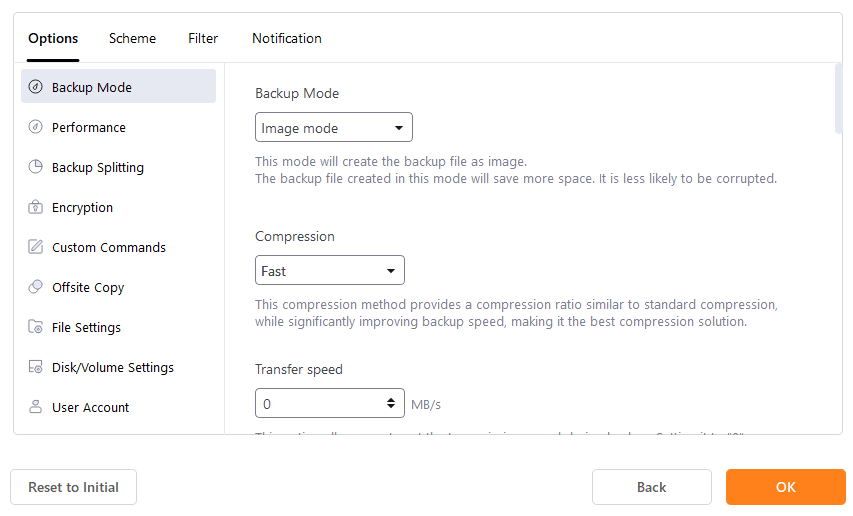 Options Scheme Filter Notification
Backup Mode
Performance
Backup Splitting
Encryption
Custom Commands
Offsite Copy
File Settings
Disk/Volume Settings
User Account
Backup Mode
Image mode
This mode will create the backup file as image.
The backup file created in this mode will save more space. It is less likely to be corrupted.
Compression
Fast
This compression method provides a compression ratio similar to standard compression,
while significantly improving backup speed, making it the best compression solution.
Transfer speed
0 MB/s
Reset to Initial Back OK